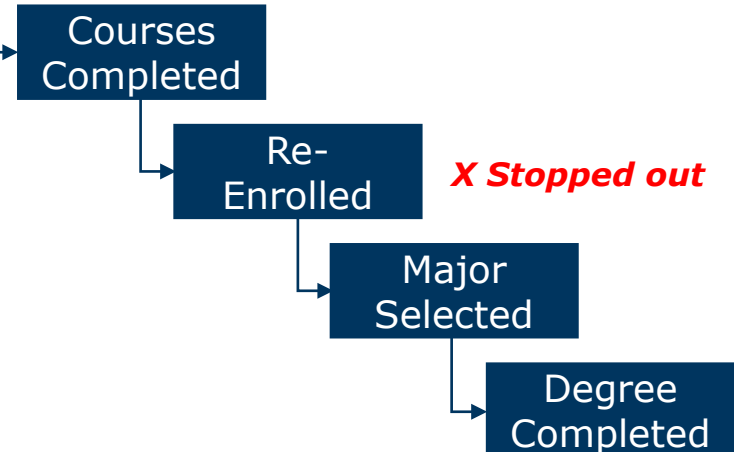 Courses
Completed
Re-
Enrolled
X Stopped out
Major
Selected
Degree
Completed